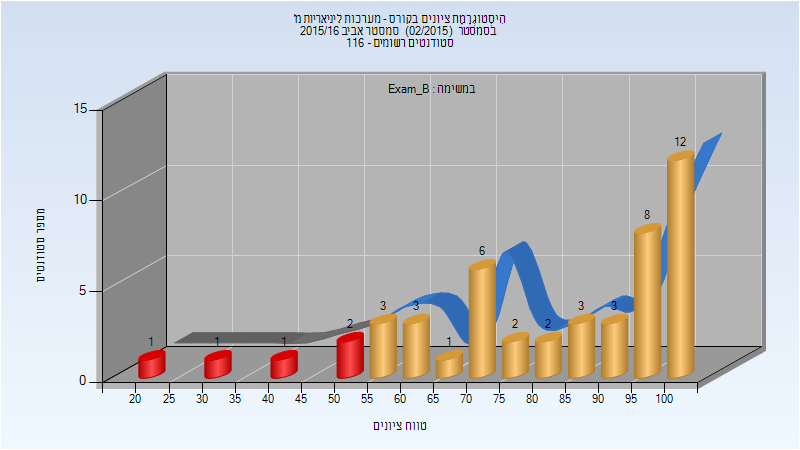 היסטוגרמת ציונים בקורס - מערכות ליניאריות מ'
בסמסטר (02/2015) סמסטר אביב 2015/16
סטודנטים רשומים - 116
במשימה : Exam_B
מספר סטודנטים
15
10
5
0
1 1 1 2 3 3 1 6 2 2 3 3 8 12
20 25 30 35 40 45 50 55 60 65 70 75 80 85 90 95 100
טווח ציונים